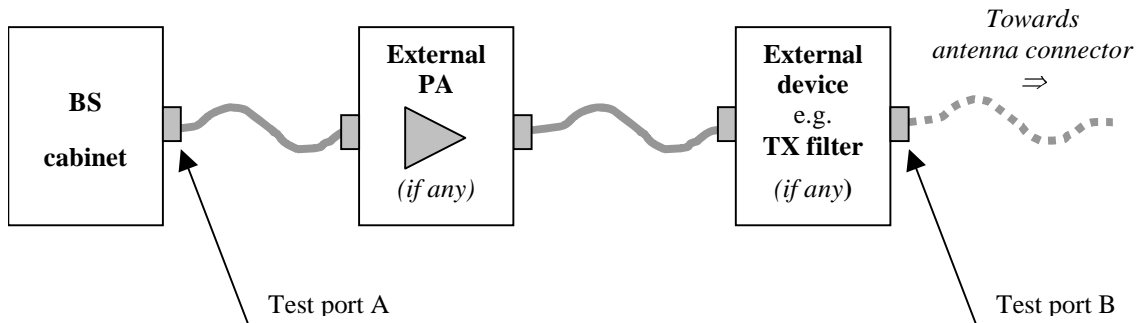 BS
cabinet
External
PA
(if any)
External
device
e.g.
TX filter
(if any)
Towards
antenna connector
⇒
Test port A
Test port B